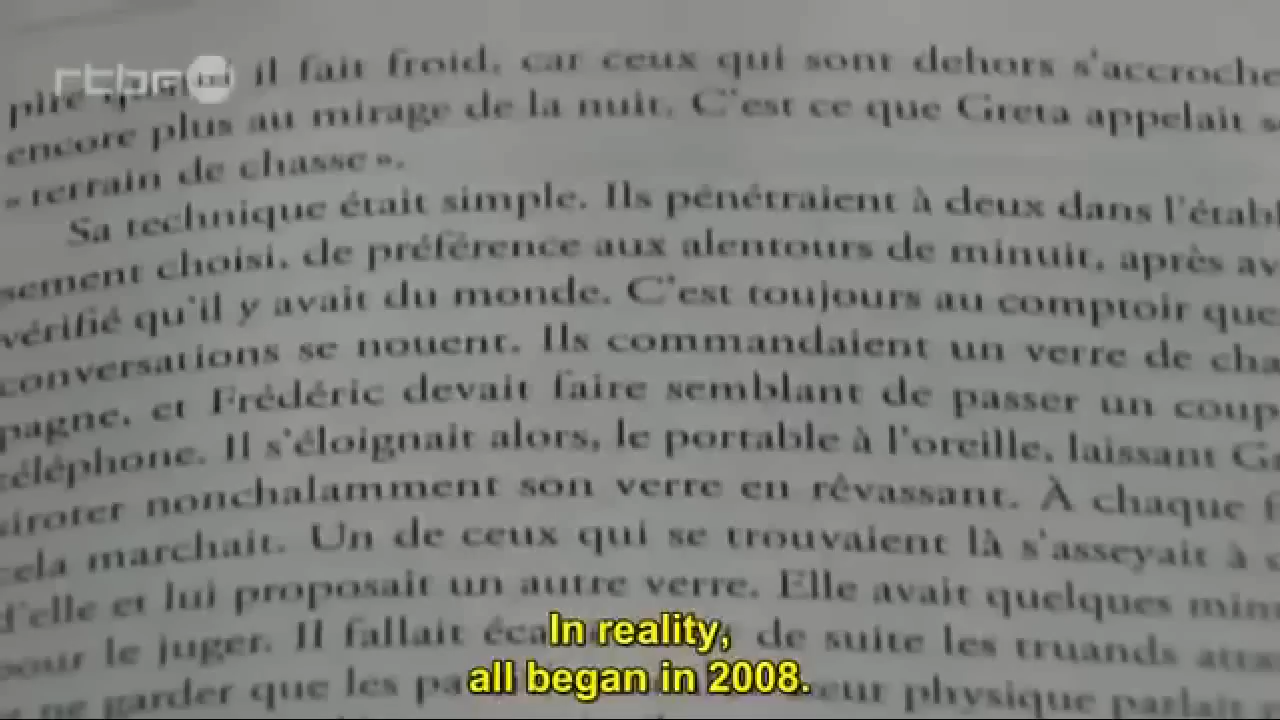 rtbf
il fait froid, car ceux qui sont dehors s'accroche
encore plus au mirage de la nuit. C'est ce que Greta appelait
« terrain de chasse ».
Sa technique était simple. Ils pénétraient à deux dans l'établ
sement choisi, de préférence aux alentours de minuit, après av
vérifié qu'il y avait du monde. C'est toujours au comptoir que
conversations se nouent. Ils commandaient un verre de cha
pagne, et Frédéric devait faire semblant de passer un coup
téléphone. Il s'éloignait alors, le portable à l'oreille, laissant G
siroter nonchalamment son verre en rêvassant. À chaque f
cela marchait. Un de ceux qui se trouvaient là s'asseyait à
d'elle et lui proposait un autre verre. Elle avait quelques minu
pour le juger. Il fallait éca de suite les truands
ne garder que les pa eur physique parlait
In reality,
all began in 2008.